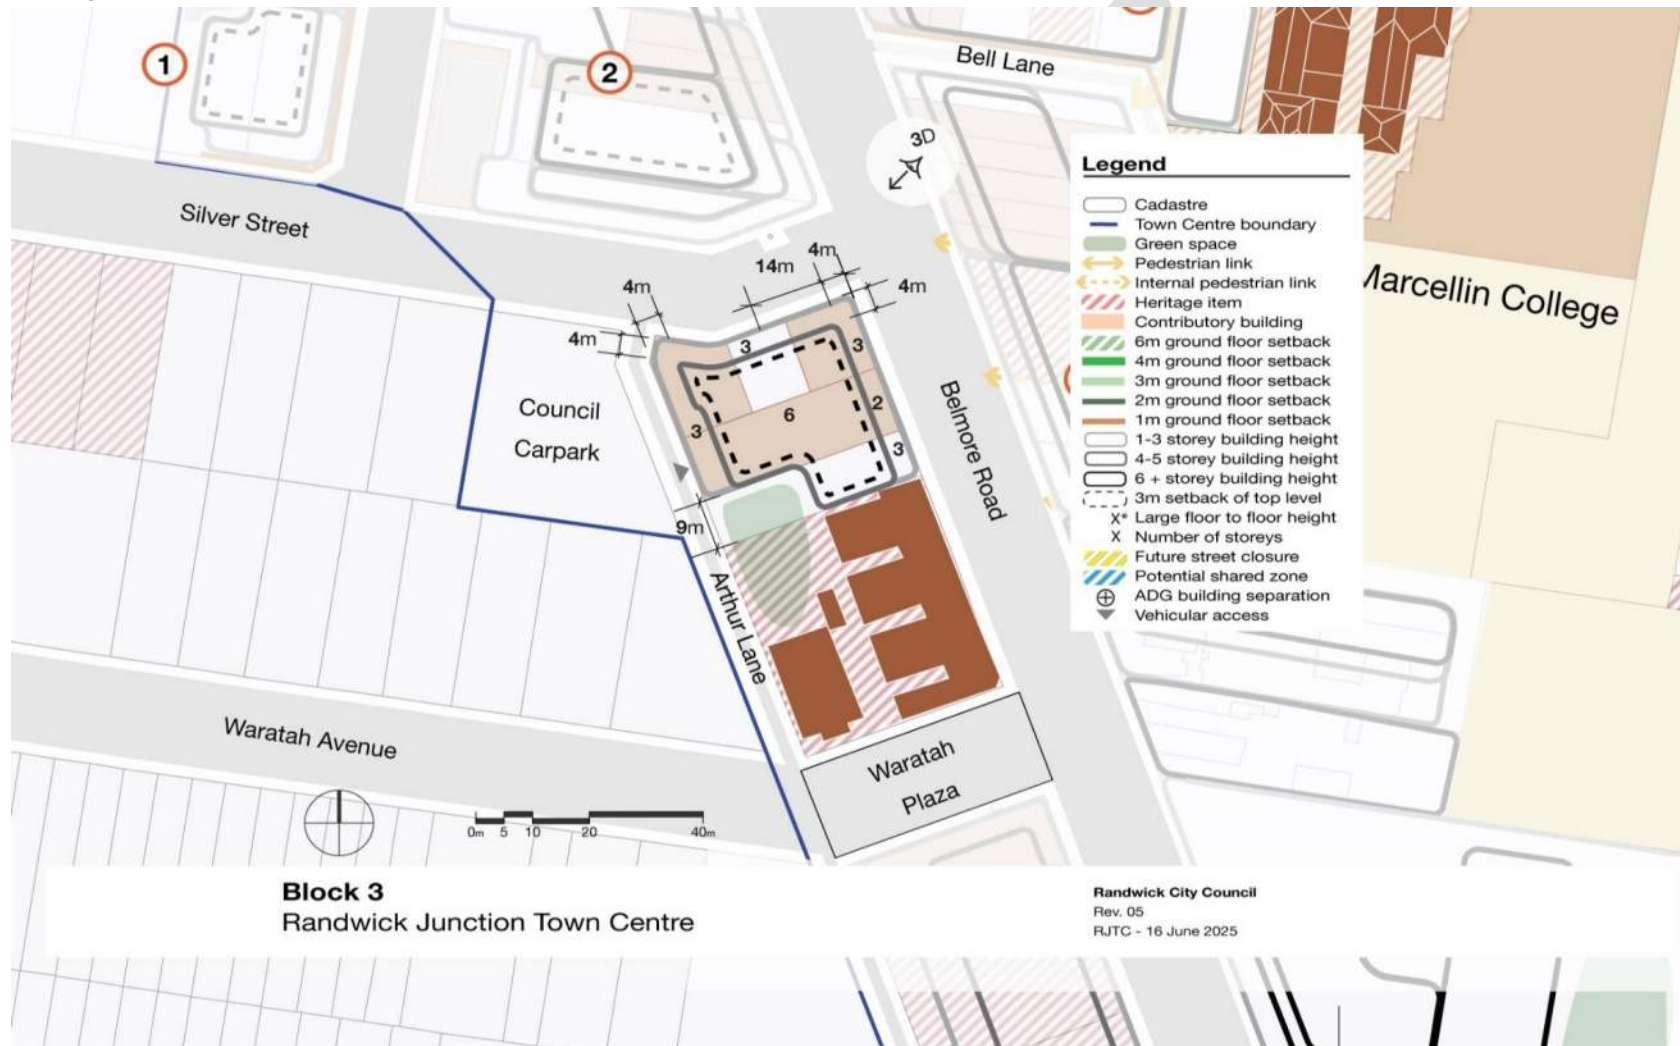 1
2
Bell Lane
3D
Silver Street
Marcellin College
4m
14m
4m
4m
4m
3
3
2
6
3
3
9m
Council
Carpark
Belmore Road
Arthur Lane
Waratah Avenue
Waratah
Plaza
0m 5 10 20 40m
Legend
Cadastre
Town Centre boundary
Green space
Pedestrian link
Internal pedestrian link
Heritage item
Contributory building
6m ground floor setback
4m ground floor setback
3m ground floor setback
2m ground floor setback
1m ground floor setback
1-3 storey building height
4-5 storey building height
6 + storey building height
3m setback of top level
X* Large floor to floor height
X Number of storeys
Future street closure
Potential shared zone
ADG building separation
Vehicular access
Block 3
Randwick Junction Town Centre
Randwick City Council
Rev. 05
RJTC - 16 June 2025